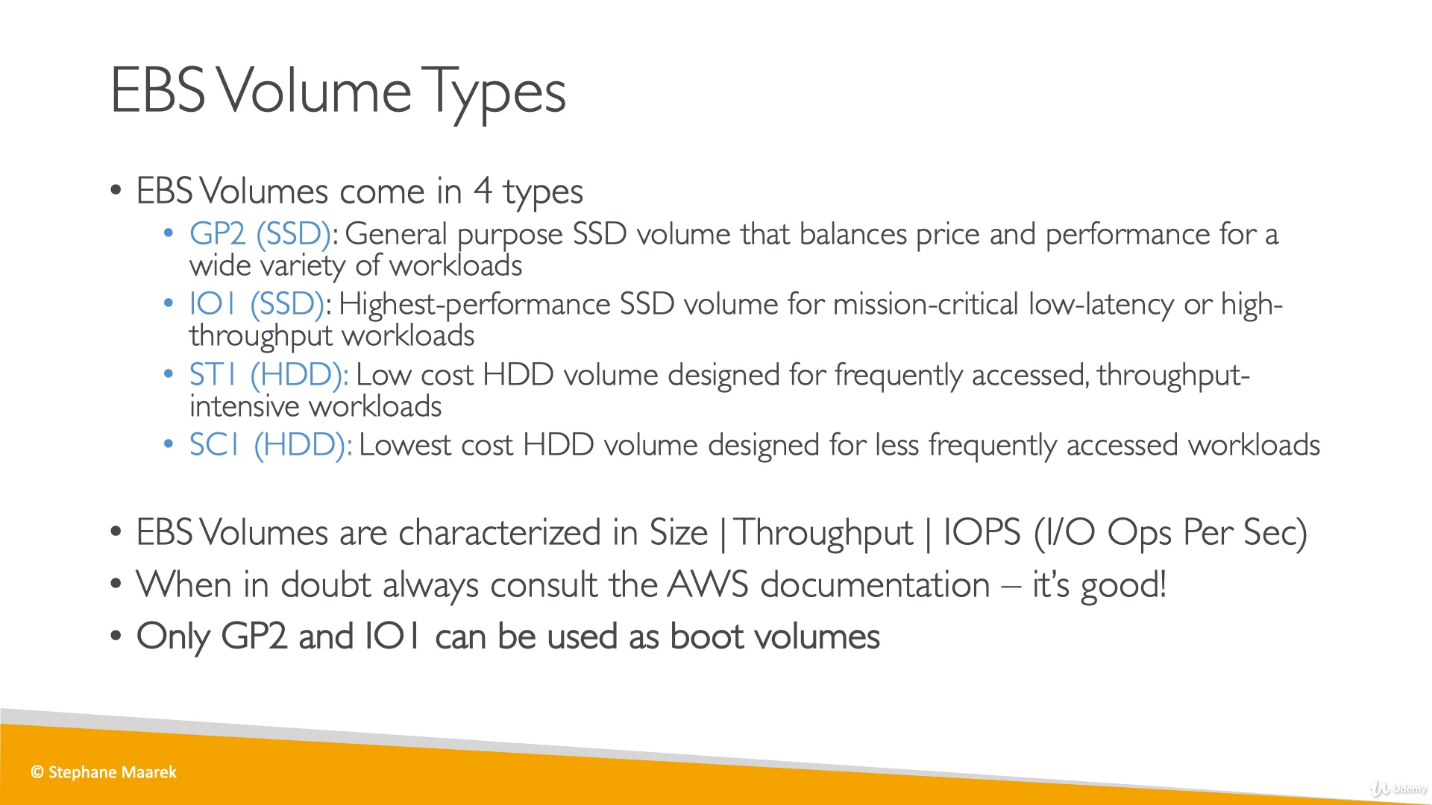 EBS Volume Types
• EBS Volumes come in 4 types
• GP2 (SSD): General purpose SSD volume that balances price and performance for a
wide variety of workloads
• IO1 (SSD): Highest-performance SSD volume for mission-critical low-latency or high-
throughput workloads
• ST1 (HDD): Low cost HDD volume designed for frequently accessed, throughput-
intensive workloads
• SC1 (HDD): Lowest cost HDD volume designed for less frequently accessed workloads
• EBS Volumes are characterized in Size | Throughput | IOPS (I/O Ops Per Sec)
• When in doubt always consult the AWS documentation – it’s good!
• Only GP2 and IO1 can be used as boot volumes
© Stephane Maarek
Udemy